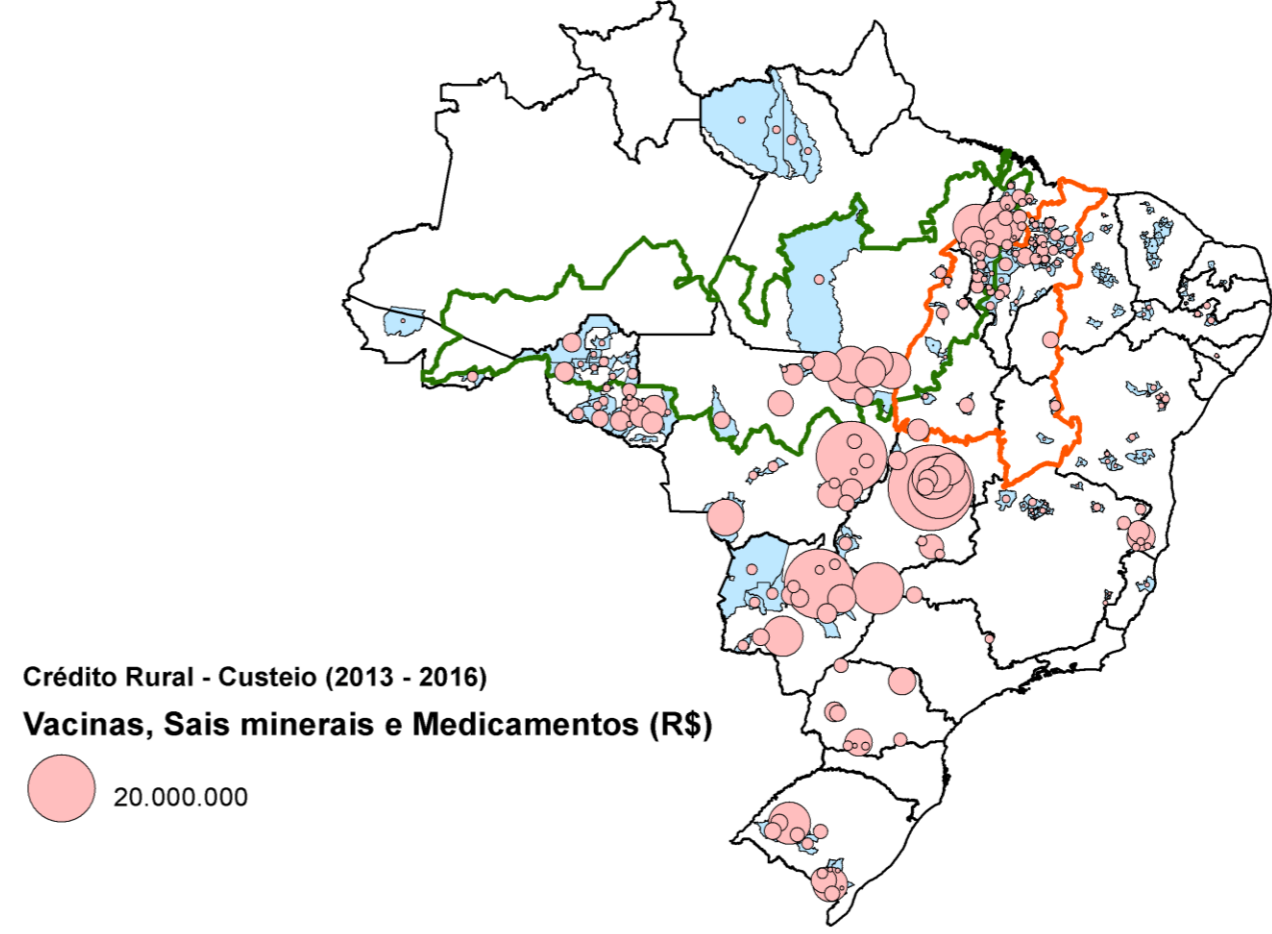 Crédito Rural - Custeio (2013 - 2016)
Vacinas, Sais minerais e Medicamentos (R$)
20.000.000